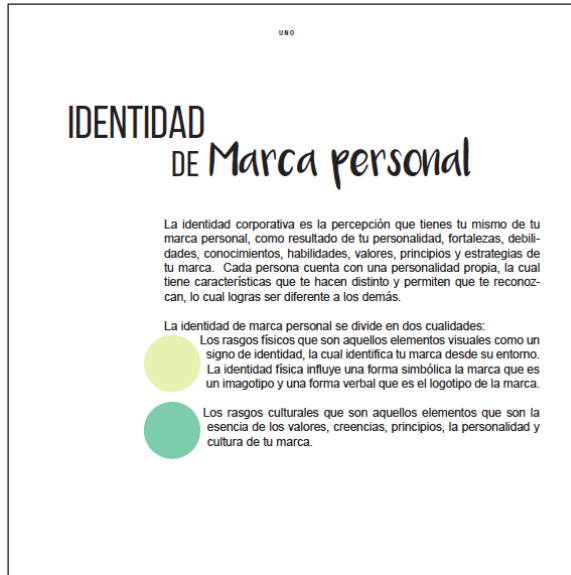 UNO
IDENTIDAD
DE Marca personal
La identidad corporativa es la percepción que tienes tu mismo de tu
marca personal, como resultado de tu personalidad, fortalezas, debili-
dades, conocimientos, habilidades, valores, principios y estrategias de
tu marca. Cada persona cuenta con una personalidad propia, la cual
tiene características que te hacen distinto y permiten que te reconoz-
can, lo cual logras ser diferente a los demás.
La identidad de marca personal se divide en dos cualidades:
Los rasgos físicos que son aquellos elementos visuales como un
signo de identidad, la cual identifica tu marca desde su entorno.
La identidad física influye una forma simbólica la marca que es
un imagotipo y una forma verbal que es el logotipo de la marca.
Los rasgos culturales que son aquellos elementos que son la
esencia de los valores, creencias, principios, la personalidad y
cultura de tu marca.